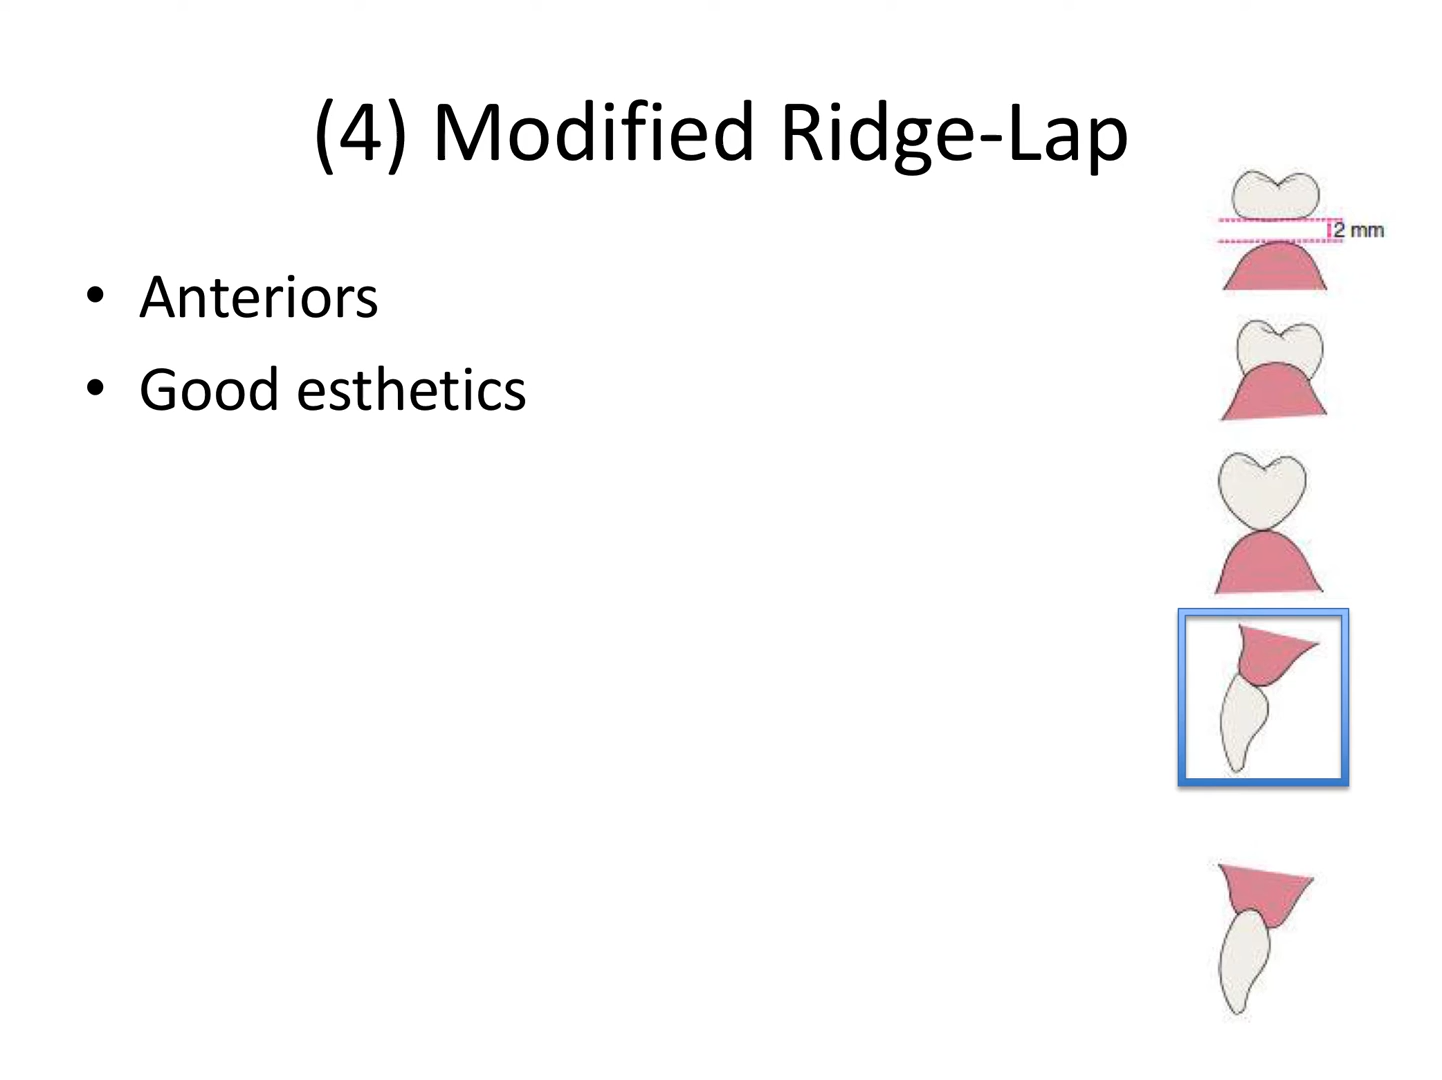 (4) Modified Ridge-Lap
2 mm
• Anteriors
• Good esthetics